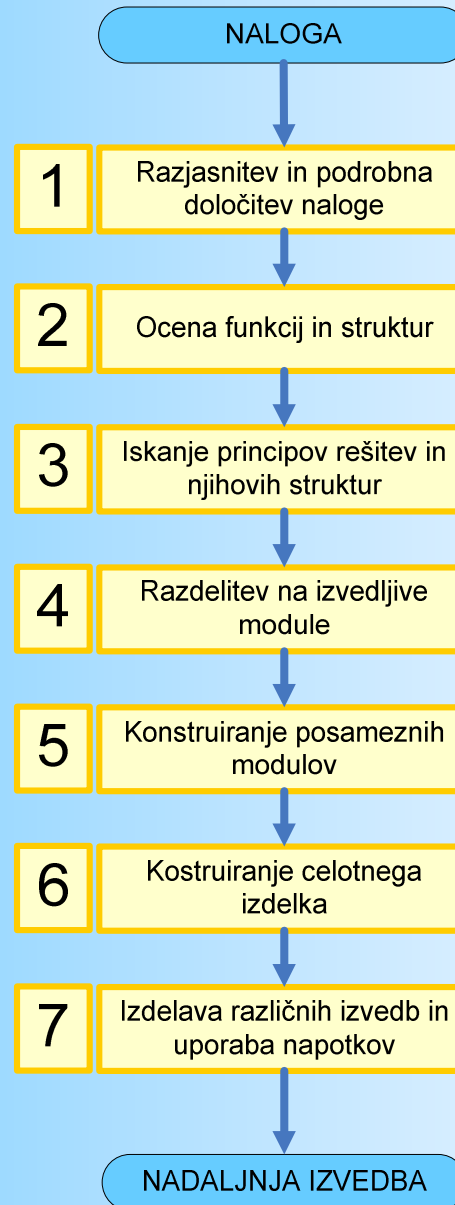 NALOGA
1
Razjasnitev in podrobna
določitev naloge
2
Ocena funkcij in struktur
3
Iskanje principov rešitev in
njihovih struktur
4
Razdelitev na izvedljive
module
5
Konstruiranje posameznih
modulov
6
Kostruiranje celotnega
izdelka
7
Izdelava različnih izvedb in
uporaba napotkov
NADALJNJA IZVEDBA